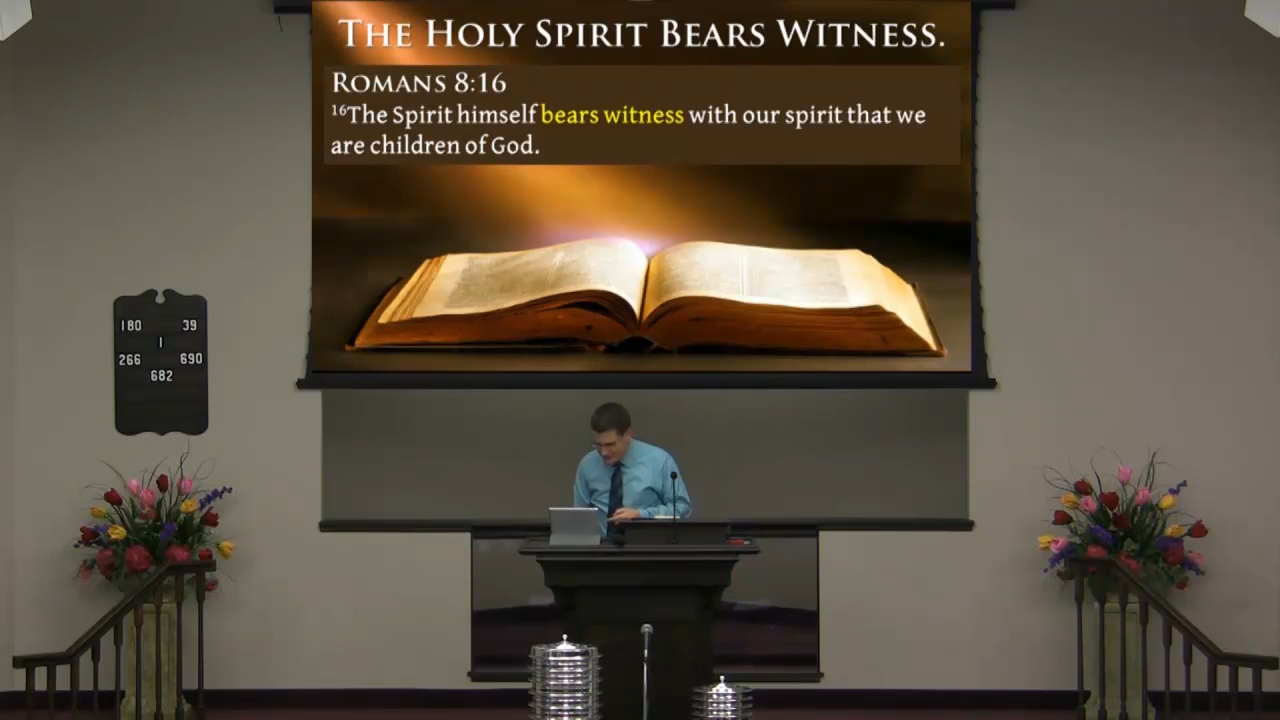 THE HOLY SPIRIT BEARS WITNESS.
ROMANS 8:16
16The Spirit himself bears witness with our spirit that we
are children of God.
180 39
1
266 690
682